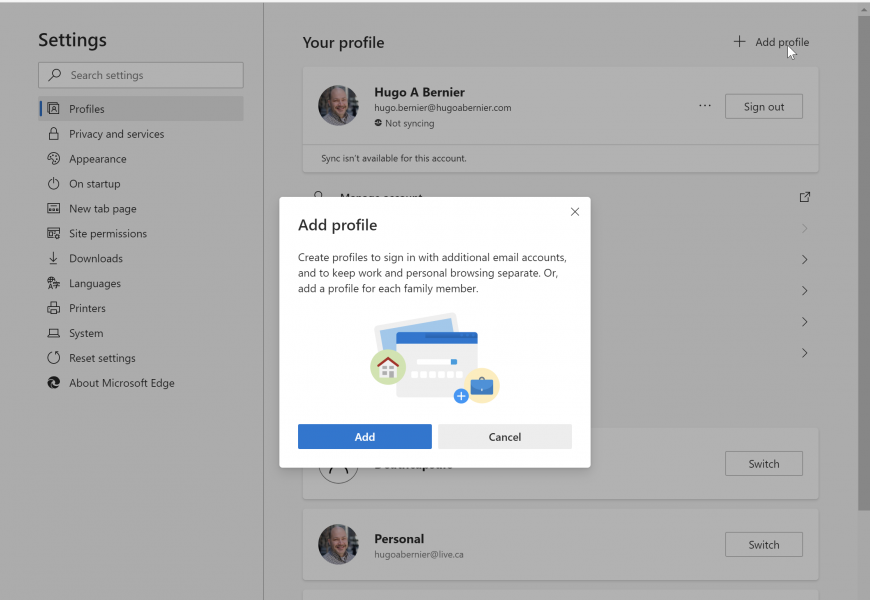 Settings
Search settings
Profiles
Privacy and services
Appearance
On startup
New tab page
Site permissions
Downloads
Languages
Printers
System
Reset settings
About Microsoft Edge
Your profile
Add profile
Hugo A Bernier
hugo.bernier@hugoabernier.com
Not syncing
Sign out
Sync isn't available for this account.
Manage account
Add profile
Create profiles to sign in with additional email accounts,
and to keep work and personal browsing separate. Or,
add a profile for each family member.
Add
Cancel
Switch
Personal
hugoabernier@live.ca
Switch